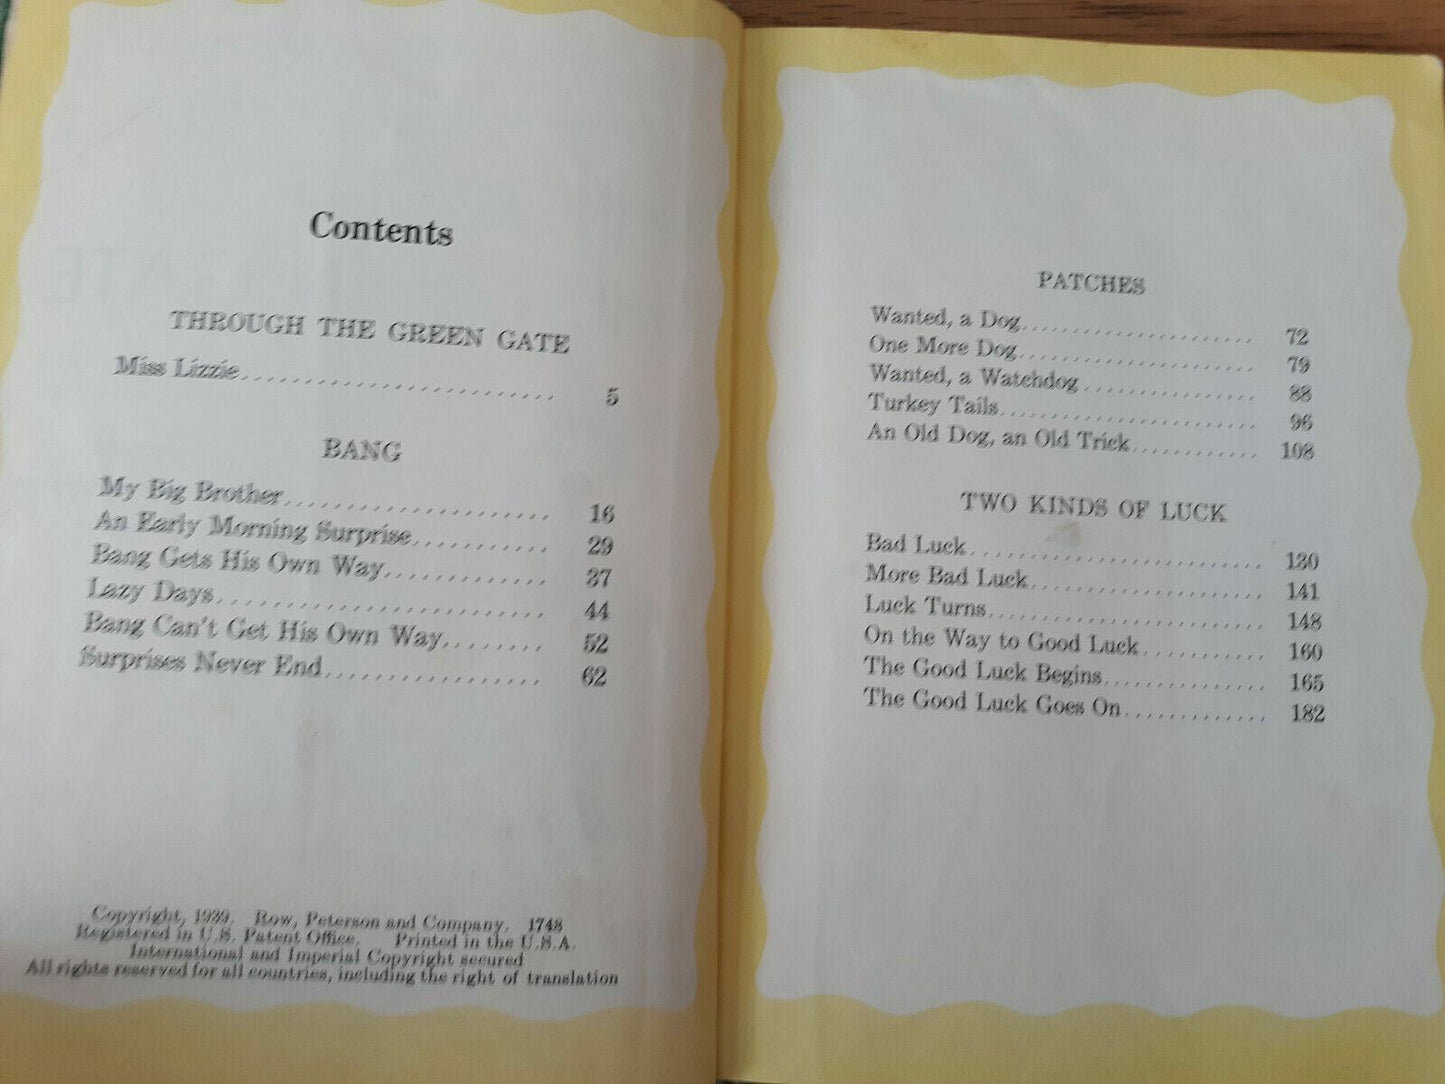 Contents
THROUGH THE GREEN GATE
Miss Lizzie........................... 5
BANG
My Big Brother....................... 16
An Early Morning Surprise............ 29
Bang Gets His Own Way.............. 37
Lazy Days............................ 44
Bang Can't Get His Own Way......... 52
Surprises Never End.................. 62
Copyright, 1939. Row, Peterson and Company. 1748
Registered in U.S. Patent Office. Printed in the U.S.A.
International and Imperial Copyright secured
All rights reserved for all countries, including the right of translation
PATCHES
Wanted, a Dog.................... 72
One More Dog.................... 79
Wanted, a Watchdog............... 88
Turkey Tails...................... 96
An Old Dog, an Old Trick........... 108
TWO KINDS OF LUCK
Bad Luck......................... 130
More Bad Luck.................... 141
Luck Turns....................... 148
On the Way to Good Luck........... 160
The Good Luck Begins.............. 165
The Good Luck Goes On............. 182